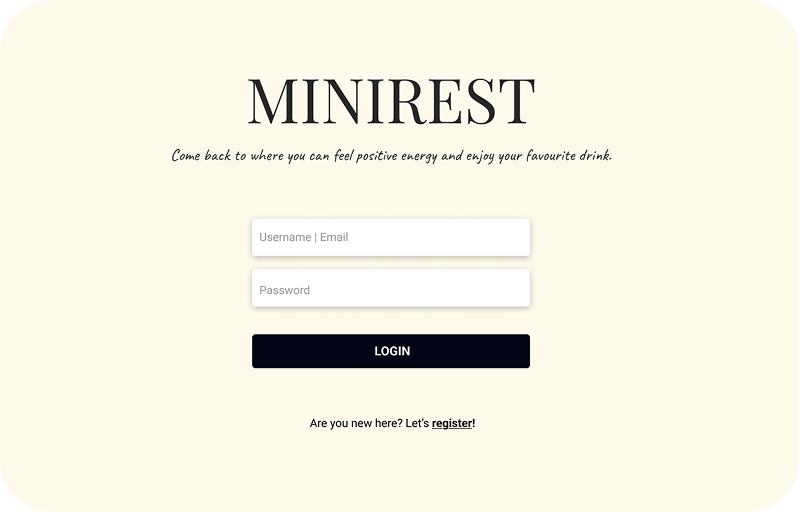 MINIREST
Come back to where you can feel positive energy and enjoy your favourite drink.
Username | Email
Password
LOGIN
Are you new here? Let’s register!